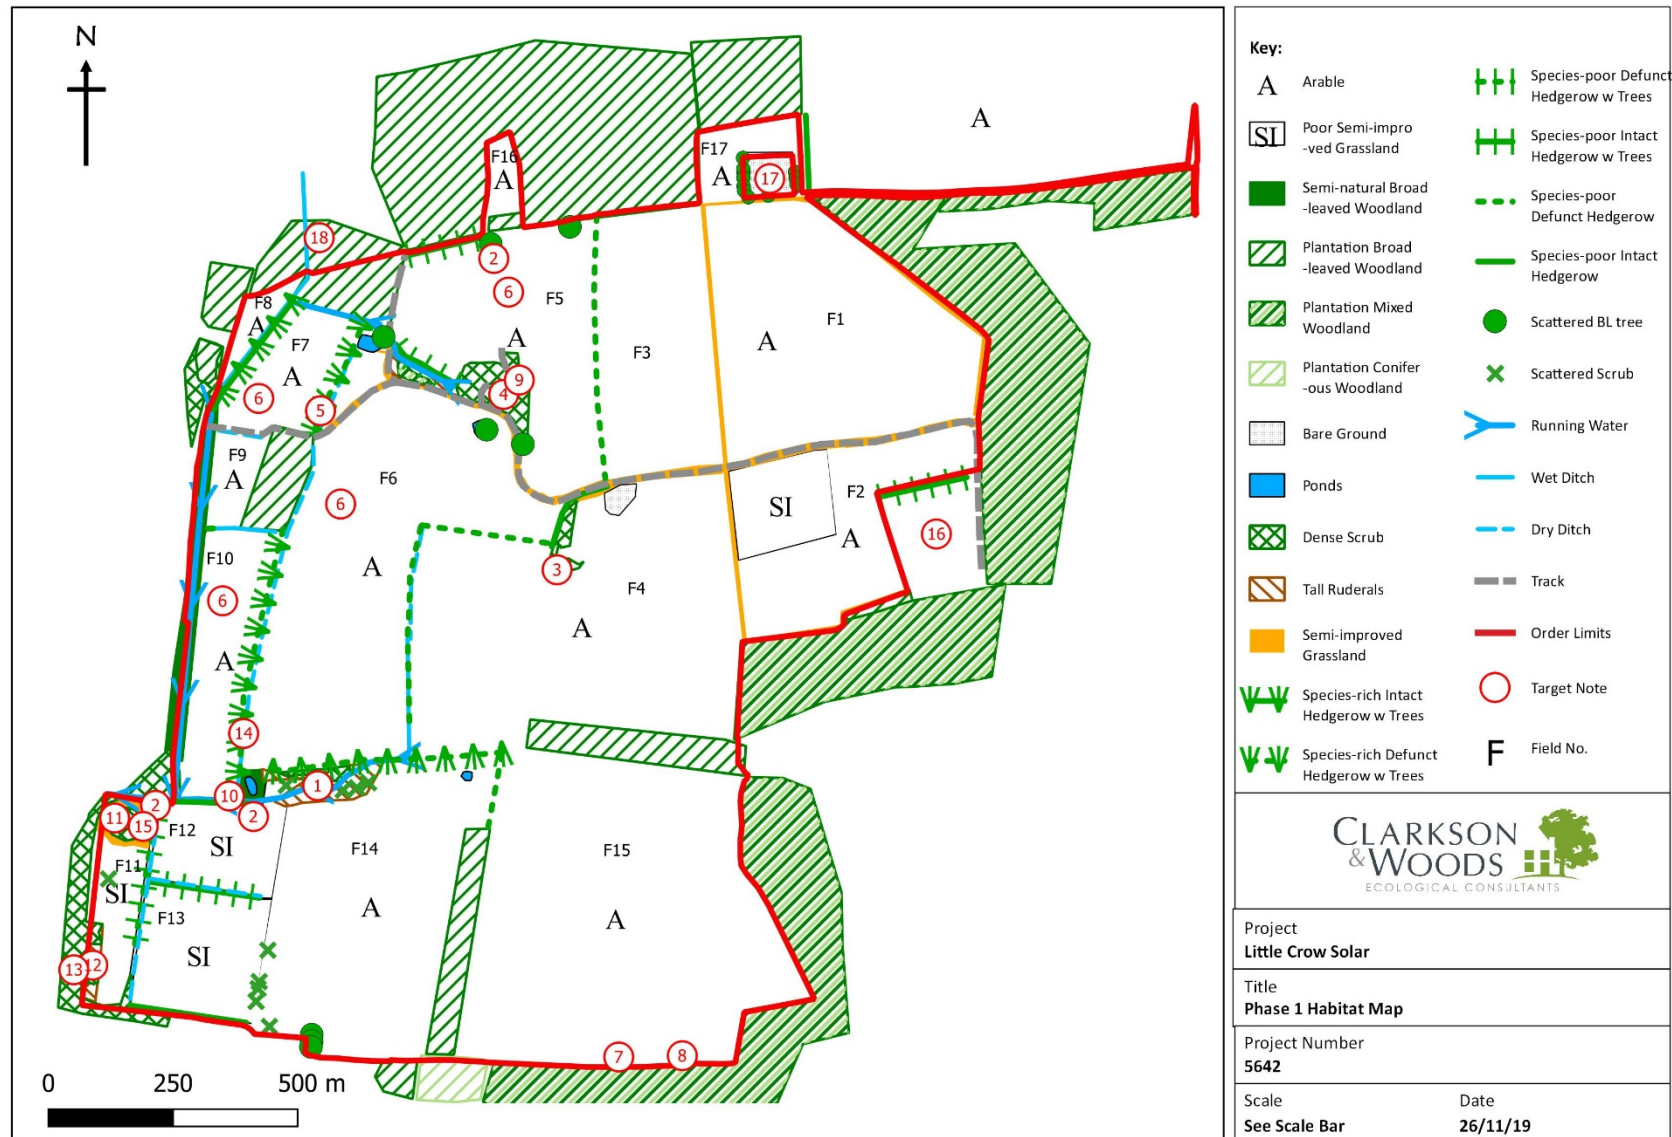 N
A
F16
A
F17
A
17
18
2
6
F5
A
F8
A
F7
A
F3
F1
A
9
4
6
5
F9
A
F6
6
SI
F2
A
16
F10
6
A
3
F4
A
A
14
1
10
2
2
11
15
F12
SI
F14
F15
F11
SI
A
A
F13
SI
13
12
7
8
0 250 500 m
Key:
A Arable
SI Poor Semi-impro
-ved Grassland
Semi-natural Broad
-leaved Woodland
Plantation Broad
-leaved Woodland
Plantation Mixed
Woodland
Plantation Conifer
-ous Woodland
Bare Ground
Ponds
Dense Scrub
Tall Ruderals
Semi-improved
Grassland
Species-rich Intact
Hedgerow w Trees
Species-rich Defunct
Hedgerow w Trees
Species-poor Defunct
Hedgerow w Trees
Species-poor Intact
Hedgerow w Trees
Species-poor
Defunct Hedgerow
Species-poor Intact
Hedgerow
Scattered BL tree
Scattered Scrub
Running Water
Wet Ditch
Dry Ditch
Track
Order Limits
Target Note
F Field No.
CLARKSON
&WOODS
ECOLOGICAL CONSULTANTS
Project
Little Crow Solar
Title
Phase 1 Habitat Map
Project Number
5642
Scale
See Scale Bar
Date
26/11/19